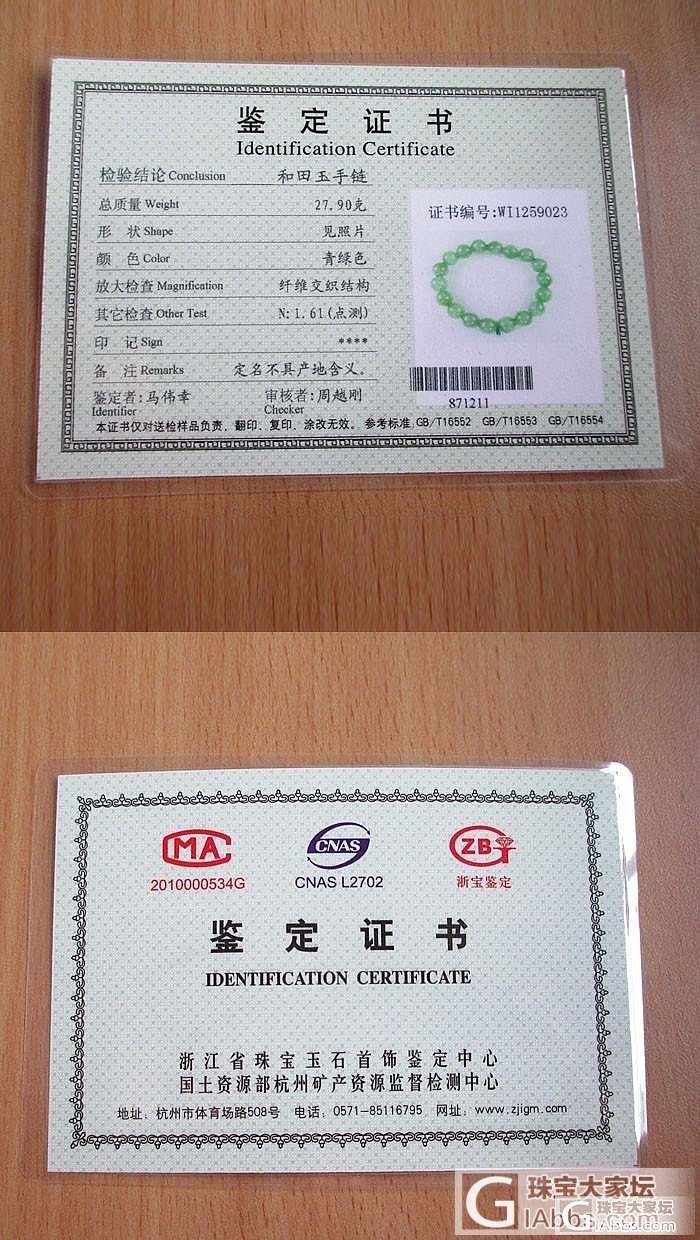 鉴定证书
Identification Certificate
检验结论 Conclusion 和田玉手链
总质量 Weight 27.90克
形 状 Shape 见照片
颜 色 Color 青绿色
放大检查 Magnification 纤维交织结构
其它检查 Other Test N:1.61(点测)
印 记 Sign ****
备 注 Remarks 定名不具产地含义。
鉴定者:马伟幸 审核者:周越刚
Identifier Checker
证书编号:WI1259023
871211
本证书仅对送检样品负责，翻印、复印、涂改无效。 参考标准 GB/T16552 GB/T16553 GB/T16554
MA
2010000534G
CNAS
CNAS L2702
ZB
浙宝鉴定
鉴定证书
IDENTIFICATION CERTIFICATE
浙江省珠宝玉石首饰鉴定中心
国土资源部杭州矿产资源监督检测中心
地址：杭州市体育场路508号 电话：0571-85116795 网址：www.zjigm.com
珠宝大家坛
GIAbbs.com
珠宝大家坛
GIAbbs.com